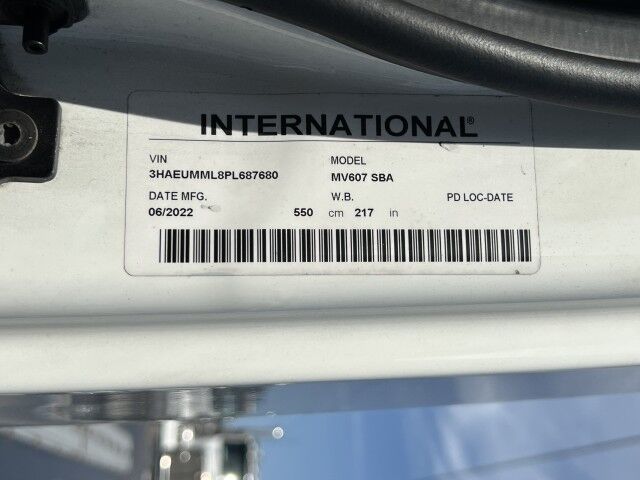 INTERNATIONAL®
VIN MODEL
3HAEUMML8PL687680 MV607 SBA
DATE MFG. W.B. PD LOC-DATE
06/2022 550 cm 217 in